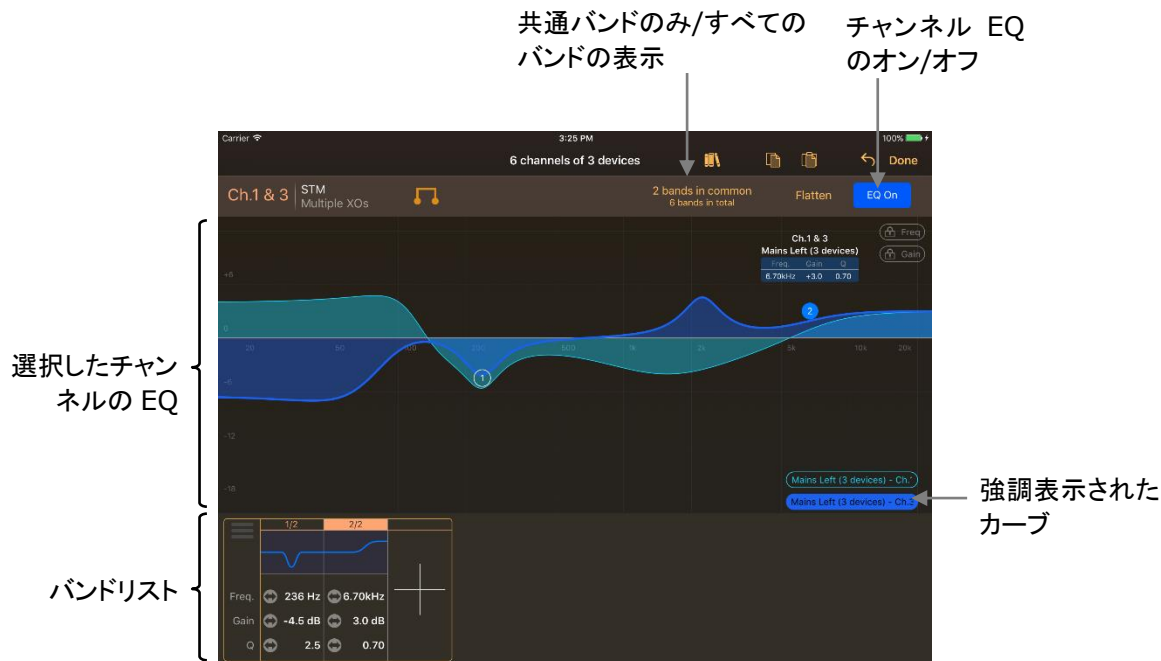 共通バンドのみ/すべての
バンドの表示
チャンネル EQ
のオン/オフ
Carrier
3:25 PM
100%
6 channels of 3 devices
Done
Ch.1 & 3
STM
Multiple XOs
2 bands in common
6 bands in total
Flatten
EQ On
Freq
Gain
Ch.1 & 3
Mains Left (3 devices)
Freq. Gain Q
6.70kHz +3.0 0.70
+6
2
0
20 50 100 200 500 1k 2k 5k 10k 20k
選択したチャン
ネルの EQ
-6
1
-12
-18
Mains Left (3 devices) - Ch.
Mains Left (3 devices) - Ch.3
強調表示された
カーブ
バンドリスト
1/2 2/2
Freq. 236 Hz 6.70kHz
Gain -4.5 dB 3.0 dB
Q 2.5 0.70